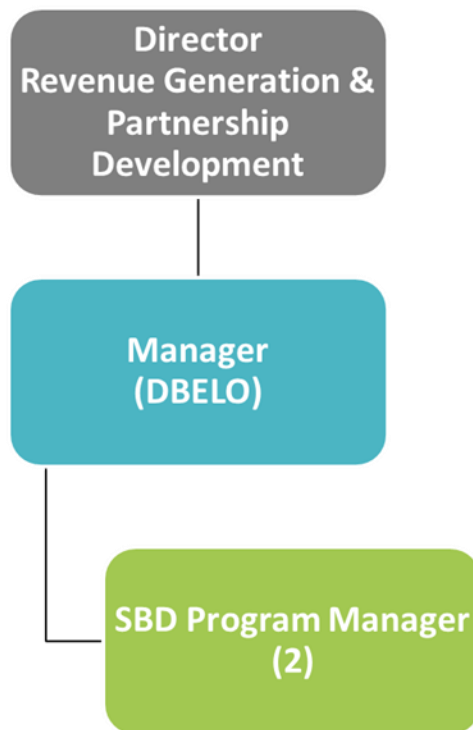 Director
Revenue Generation &
Partnership
Development
Manager
(DBELO)
SBD Program Manager
(2)